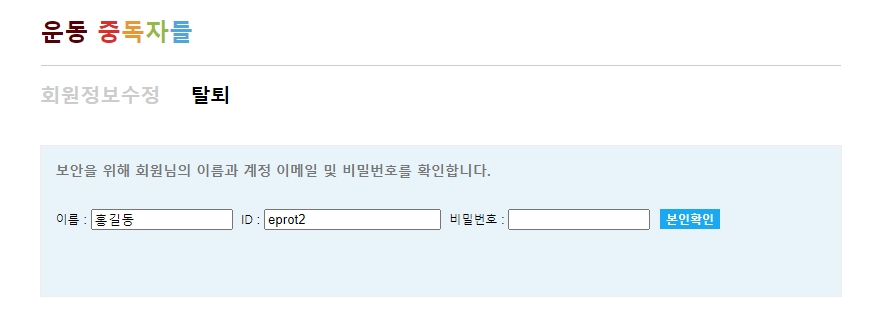 운동 중독자들
회원정보수정 탈퇴
보안을 위해 회원님의 이름과 계정 이메일 및 비밀번호를 확인합니다.
이름 : 홍길동 ID : eprot2 비밀번호 : 본인확인